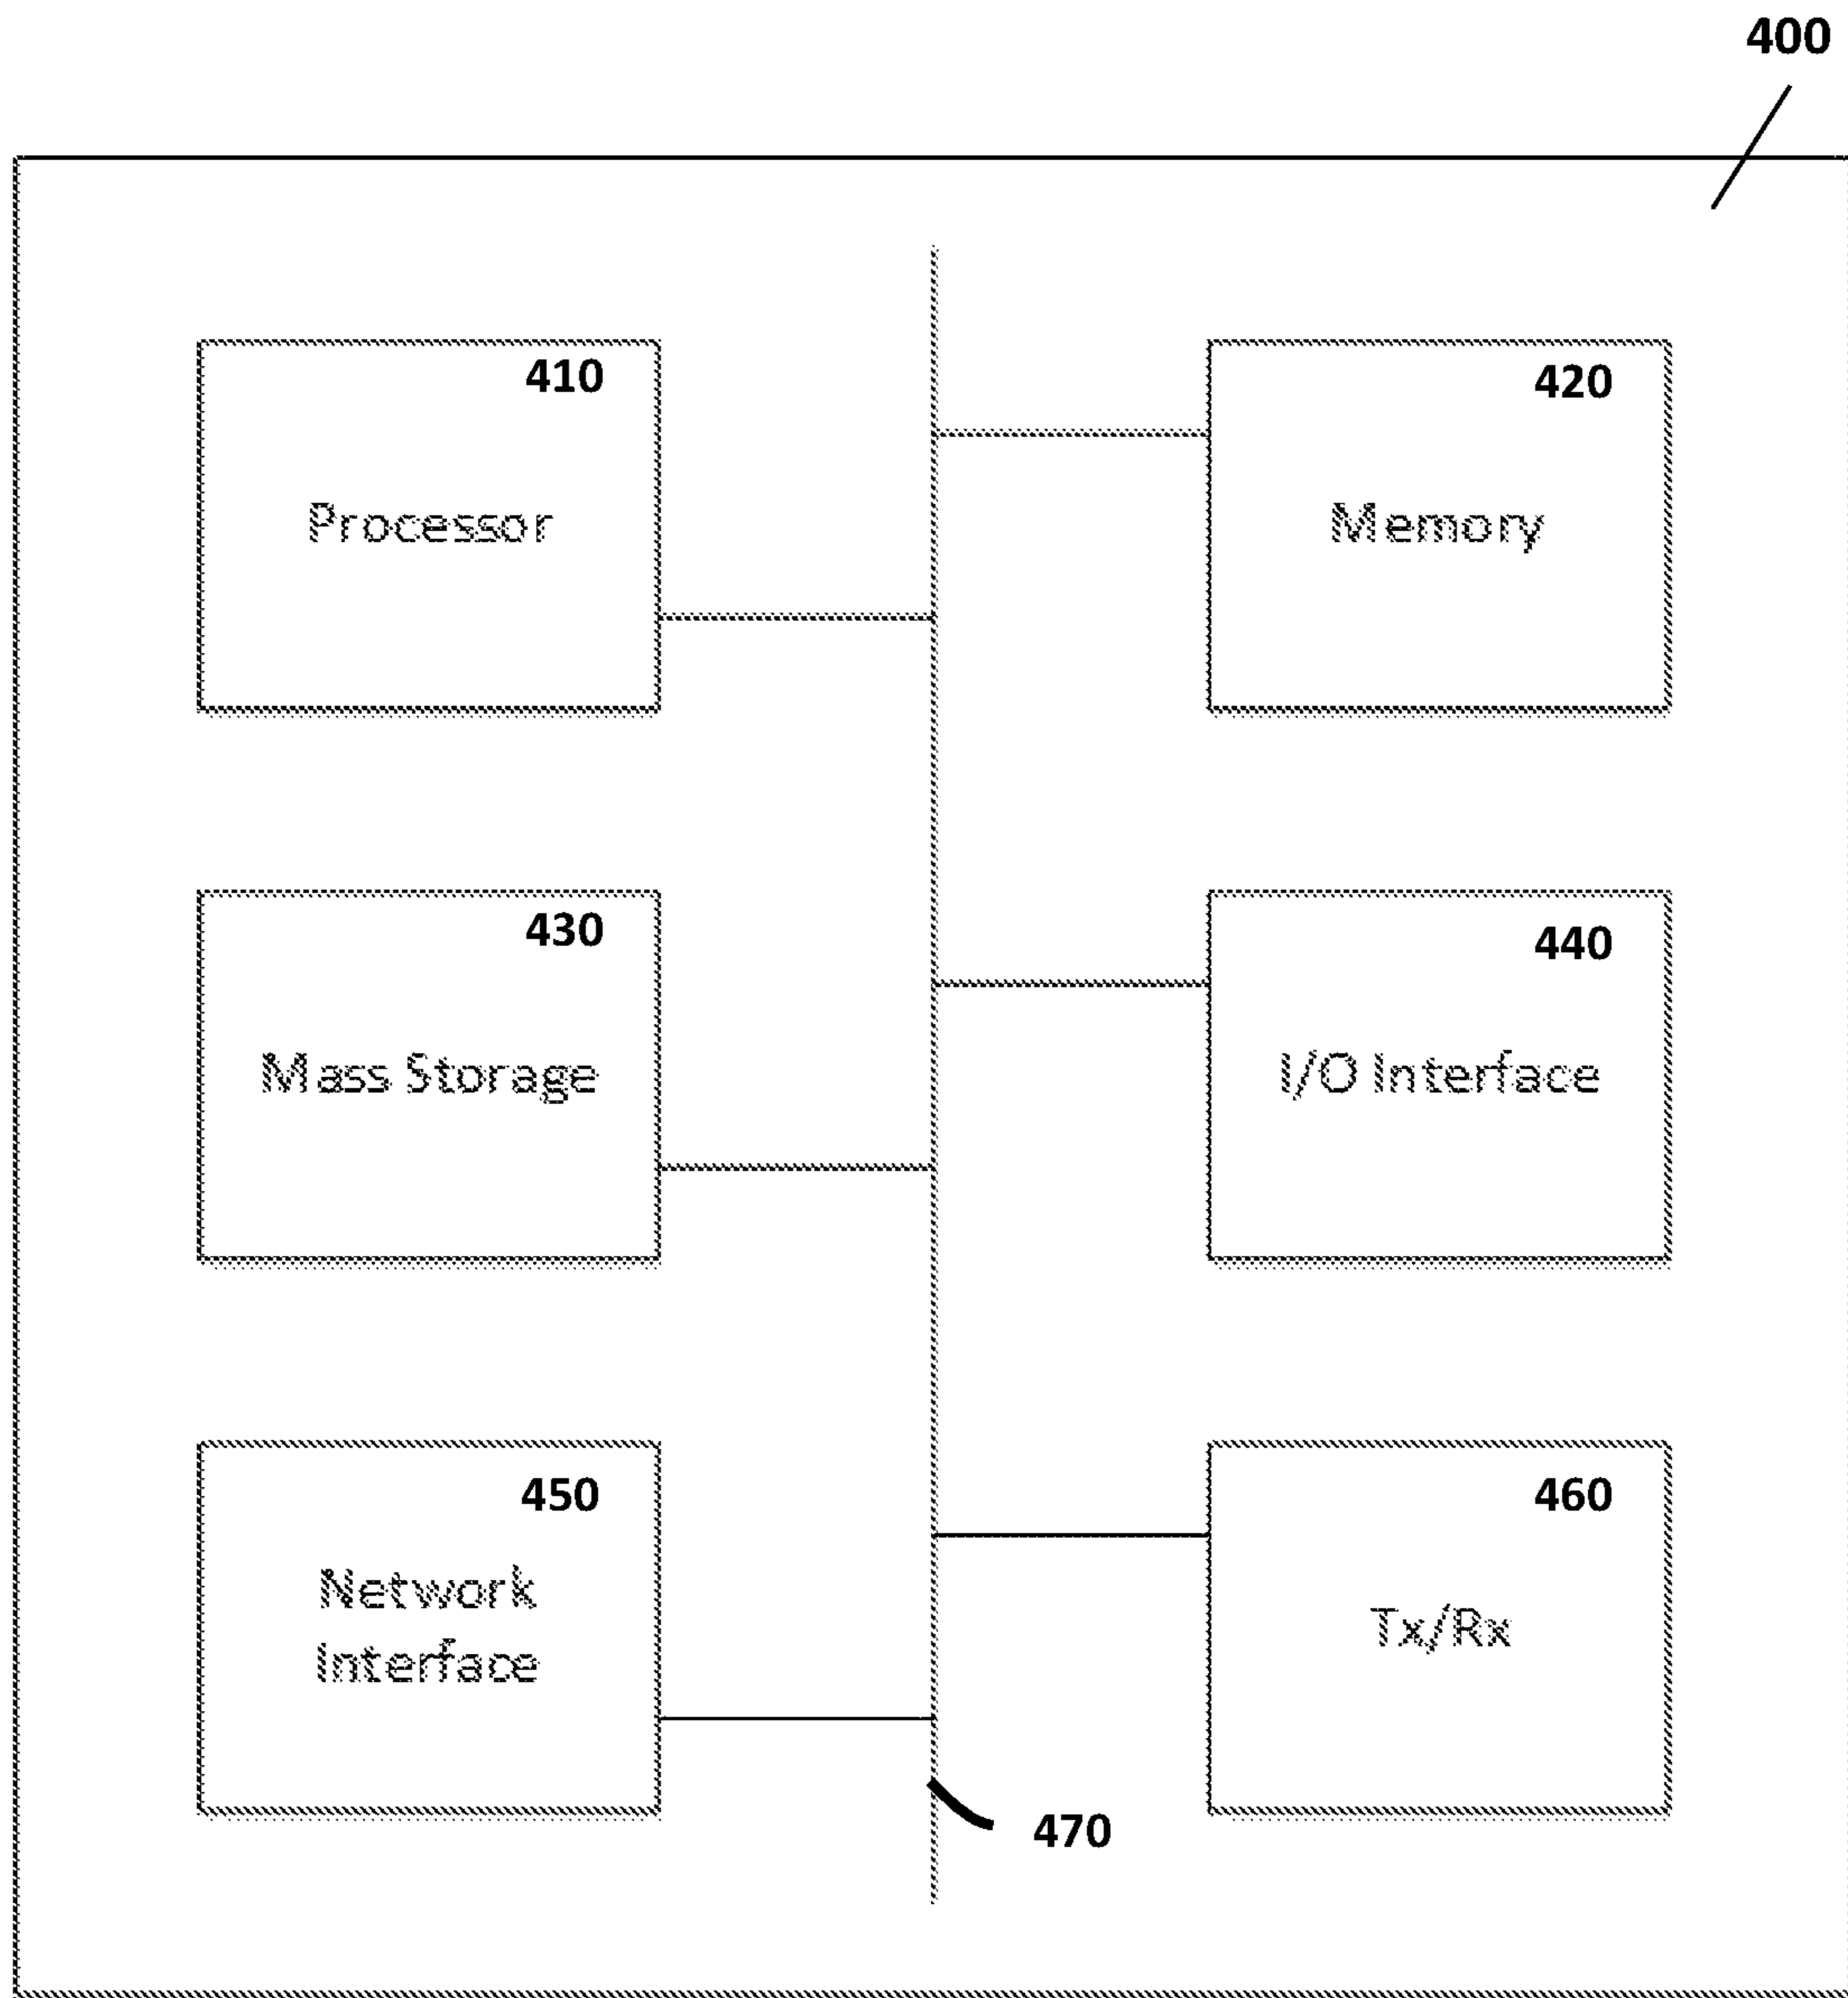 400
410
Processor
420
Memory
430
Mass Storage
440
I/O Interface
450
Network
Interface
460
Tx/Rx
470